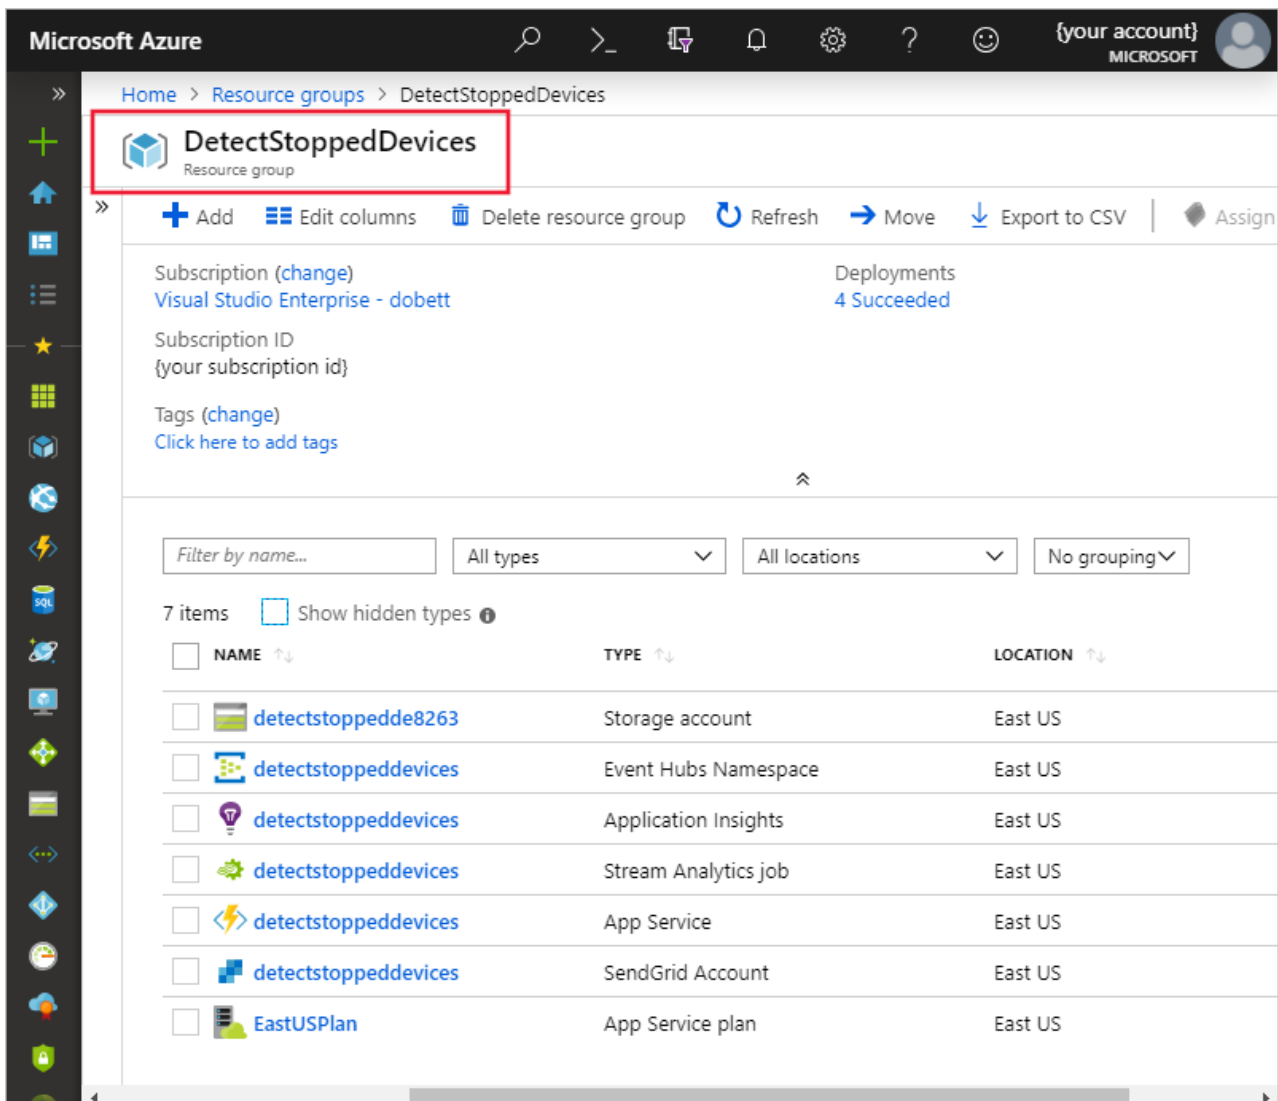 Microsoft Azure
{your account}
MICROSOFT
Home > Resource groups > DetectStoppedDevices
DetectStoppedDevices
Resource group
Add Edit columns Delete resource group Refresh Move Export to CSV Assign
Subscription (change)
Visual Studio Enterprise - dobett
Deployments
4 Succeeded
Subscription ID
{your subscription id}
Tags (change)
Click here to add tags
Filter by name... All types All locations No grouping
7 items Show hidden types
NAME TYPE LOCATION
detectstoppedde8263 Storage account East US
detectstoppeddevices Event Hubs Namespace East US
detectstoppeddevices Application Insights East US
detectstoppeddevices Stream Analytics job East US
detectstoppeddevices App Service East US
detectstoppeddevices SendGrid Account East US
EastUSPlan App Service plan East US
SQL